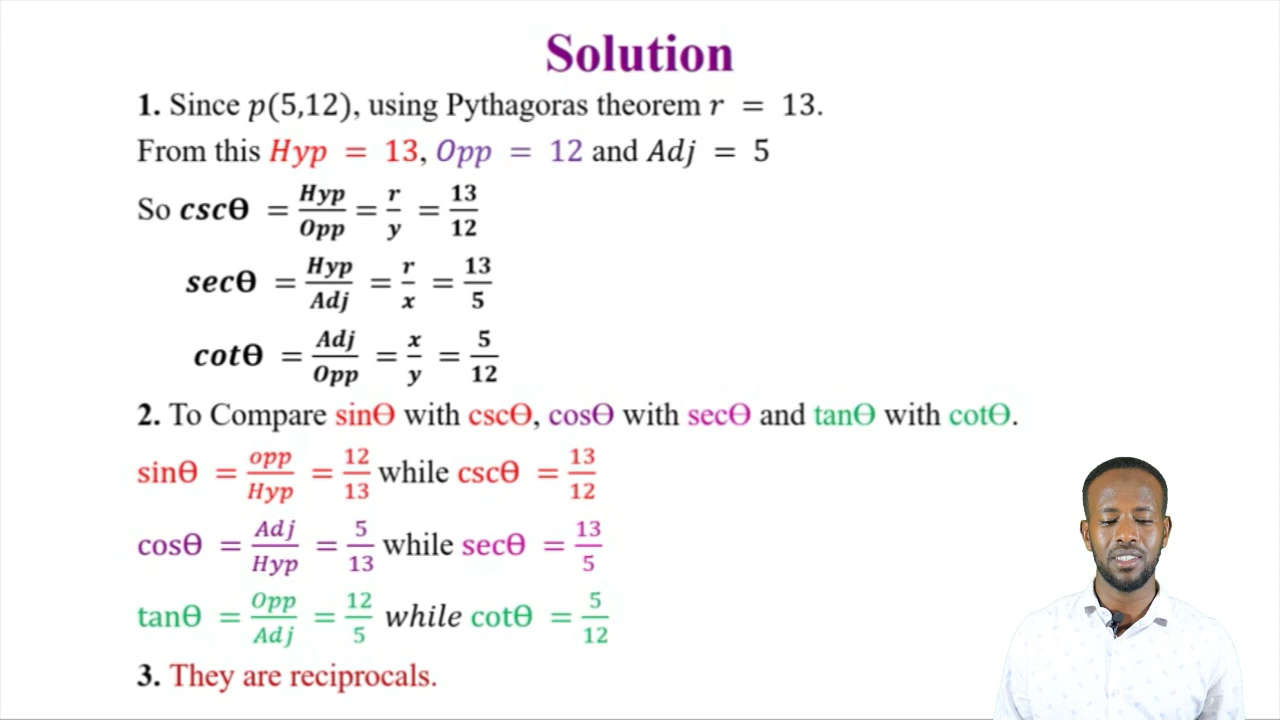 Solution
1. Since p(5,12), using Pythagoras theorem r = 13.
From this Hyp = 13, Opp = 12 and Adj = 5
So cscθ = Hyp/Opp = r/y = 13/12
secθ = Hyp/Adj = r/x = 13/5
cotθ = Adj/Opp = x/y = 5/12
2. To Compare sinθ with cscθ, cosθ with secθ and tanθ with cotθ.
sinθ = opp/Hyp = 12/13 while cscθ = 13/12
cosθ = Adj/Hyp = 5/13 while secθ = 13/5
tanθ = Opp/Adj = 12/5 while cotθ = 5/12
3. They are reciprocals.